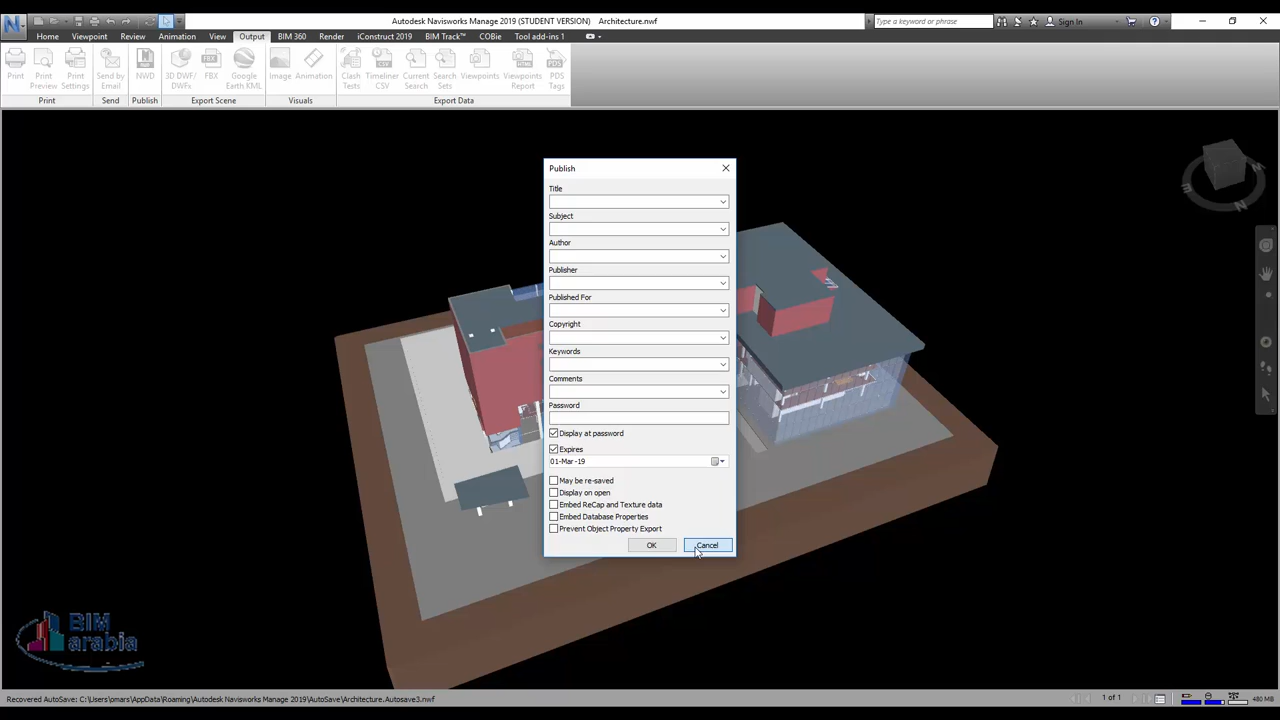 Autodesk Navisworks Manage 2019 (STUDENT VERSION) Architecture.nwf
Type a keyword or phrase
Sign In
Home Viewpoint Review Animation View Output BIM 360 Render iConstruct 2019 BIM Track™ COBie Tool add-ins 1
Print
Print Preview
Print Settings
Send by Email
NWD
3D DWF/ DWFx
FBX
Google Earth KML
Image
Animation
Clash Tests
Timeliner CSV
Current Search
Search Sets
Viewpoints
Viewpoints Report
PDS Tags
Print Send Publish Export Scene Visuals Export Data
Publish
Title
Subject
Author
Publisher
Published For
Copyright
Keywords
Comments
Password
Display at password
Expires
01-Mar-19
May be re-saved
Display on open
Embed ReCap and Texture data
Embed Database Properties
Prevent Object Property Export
OK Cancel
BIM
arabia
Recovered AutoSave: C:\Users\omars\AppData\Roaming\Autodesk Navisworks Manage 2019\AutoSave\Architecture.Autosave3.nwf
1 of 1
480 MB